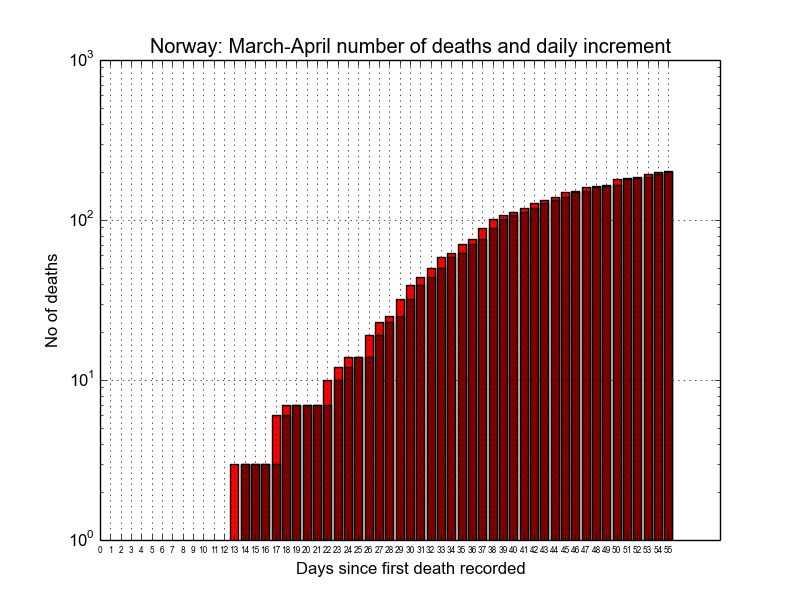 Norway: March-April number of deaths and daily increment
10^3
10^2
10^1
10^0
No of deaths
0 1 2 3 4 5 6 7 8 9 10 11 12 13 14 15 16 17 18 19 20 21 22 23 24 25 26 27 28 29 30 31 32 33 34 35 36 37 38 39 40 41 42 43 44 45 46 47 48 49 50 51 52 53 54 55
Days since first death recorded